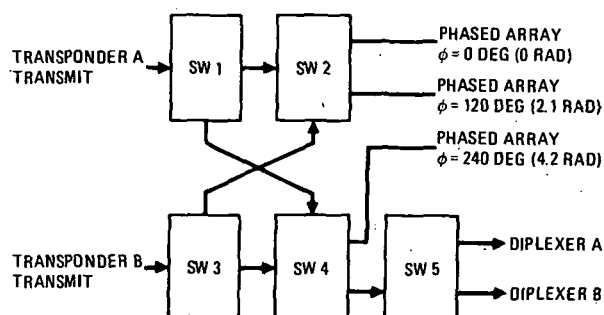 TRANSPONDER A
TRANSMIT
SW 1
SW 2
PHASED ARRAY
ϕ = 0 DEG (0 RAD)
PHASED ARRAY
ϕ = 120 DEG (2.1 RAD)
PHASED ARRAY
ϕ = 240 DEG (4.2 RAD)
TRANSPONDER B
TRANSMIT
SW 3
SW 4
SW 5
DIPLEXER A
DIPLEXER B